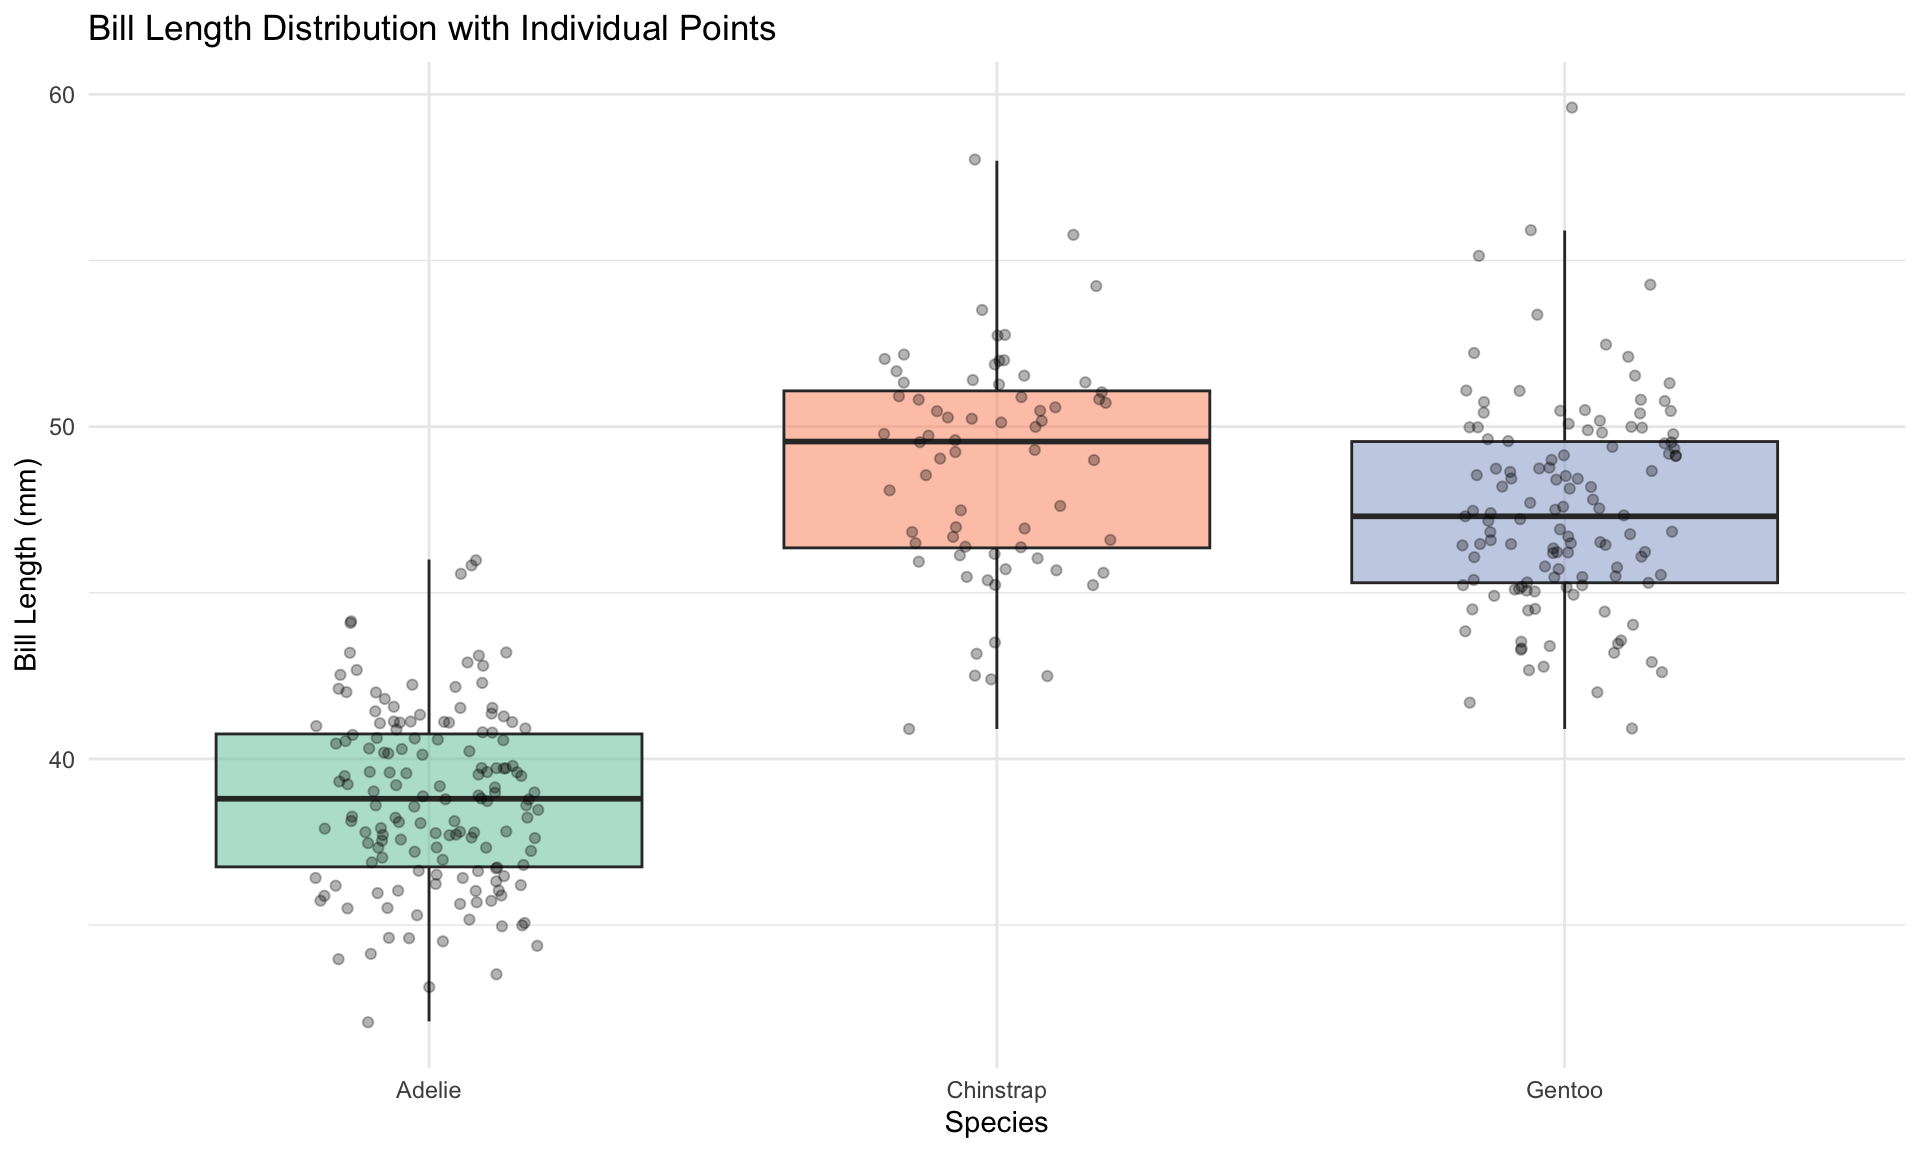 Bill Length Distribution with Individual Points
60
50
40
Bill Length (mm)
Adelie
Chinstrap
Gentoo
Species